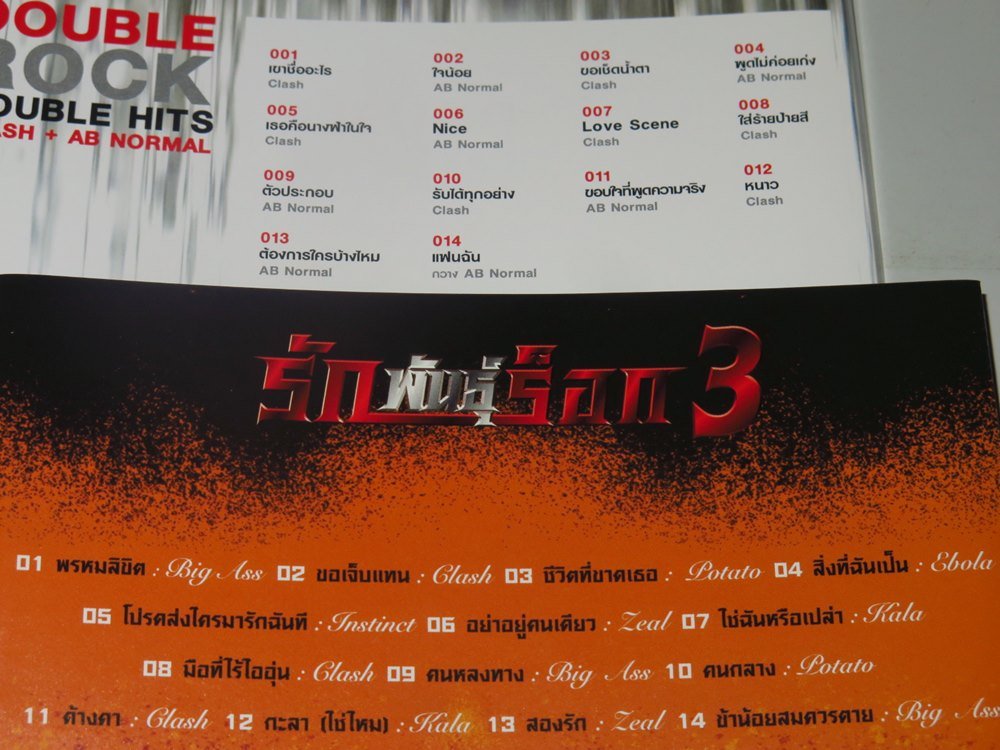 DOUBLE
ROCK
DOUBLE HITS
CLASH + AB NORMAL
001
เขาชื่ออะไร
Clash
002
ใจน้อย
AB Normal
003
ขอเช็ดน้ำตา
Clash
004
พูดไม่ค่อยเก่ง
AB Normal
005
เธอคือนางฟ้าในใจ
Clash
006
Nice
AB Normal
007
Love Scene
Clash
008
ใส่ร้ายป้ายสี
Clash
009
ตัวประกอบ
AB Normal
010
รับได้ทุกอย่าง
Clash
011
ขอบใจที่พูดความจริง
AB Normal
012
หนาว
Clash
013
ต้องการใครบ้างไหม
AB Normal
014
แฟนฉัน
กวาง AB Normal
รักพันธุ์ร็อก 3
01 พรหมลิขิต : Big Ass 02 ขอเจ็บแทน : Clash 03 ชีวิตที่ขาดเธอ : Potato 04 สิ่งที่ฉันเป็น : Ebola
05 โปรดส่งใครมารักฉันที : Instinct 06 อย่าอยู่คนเดียว : Zeal 07 ใช่ฉันหรือเปล่า : Kala
08 มือที่ไร้ไออุ่น : Clash 09 คนหลงทาง : Big Ass 10 คนกลาง : Potato
11 ค้างคา : Clash 12 กะลา (ใช่ไหม) : Kala 13 สองรัก : Zeal 14 ข้าน้อยสมควรตาย : Big Ass